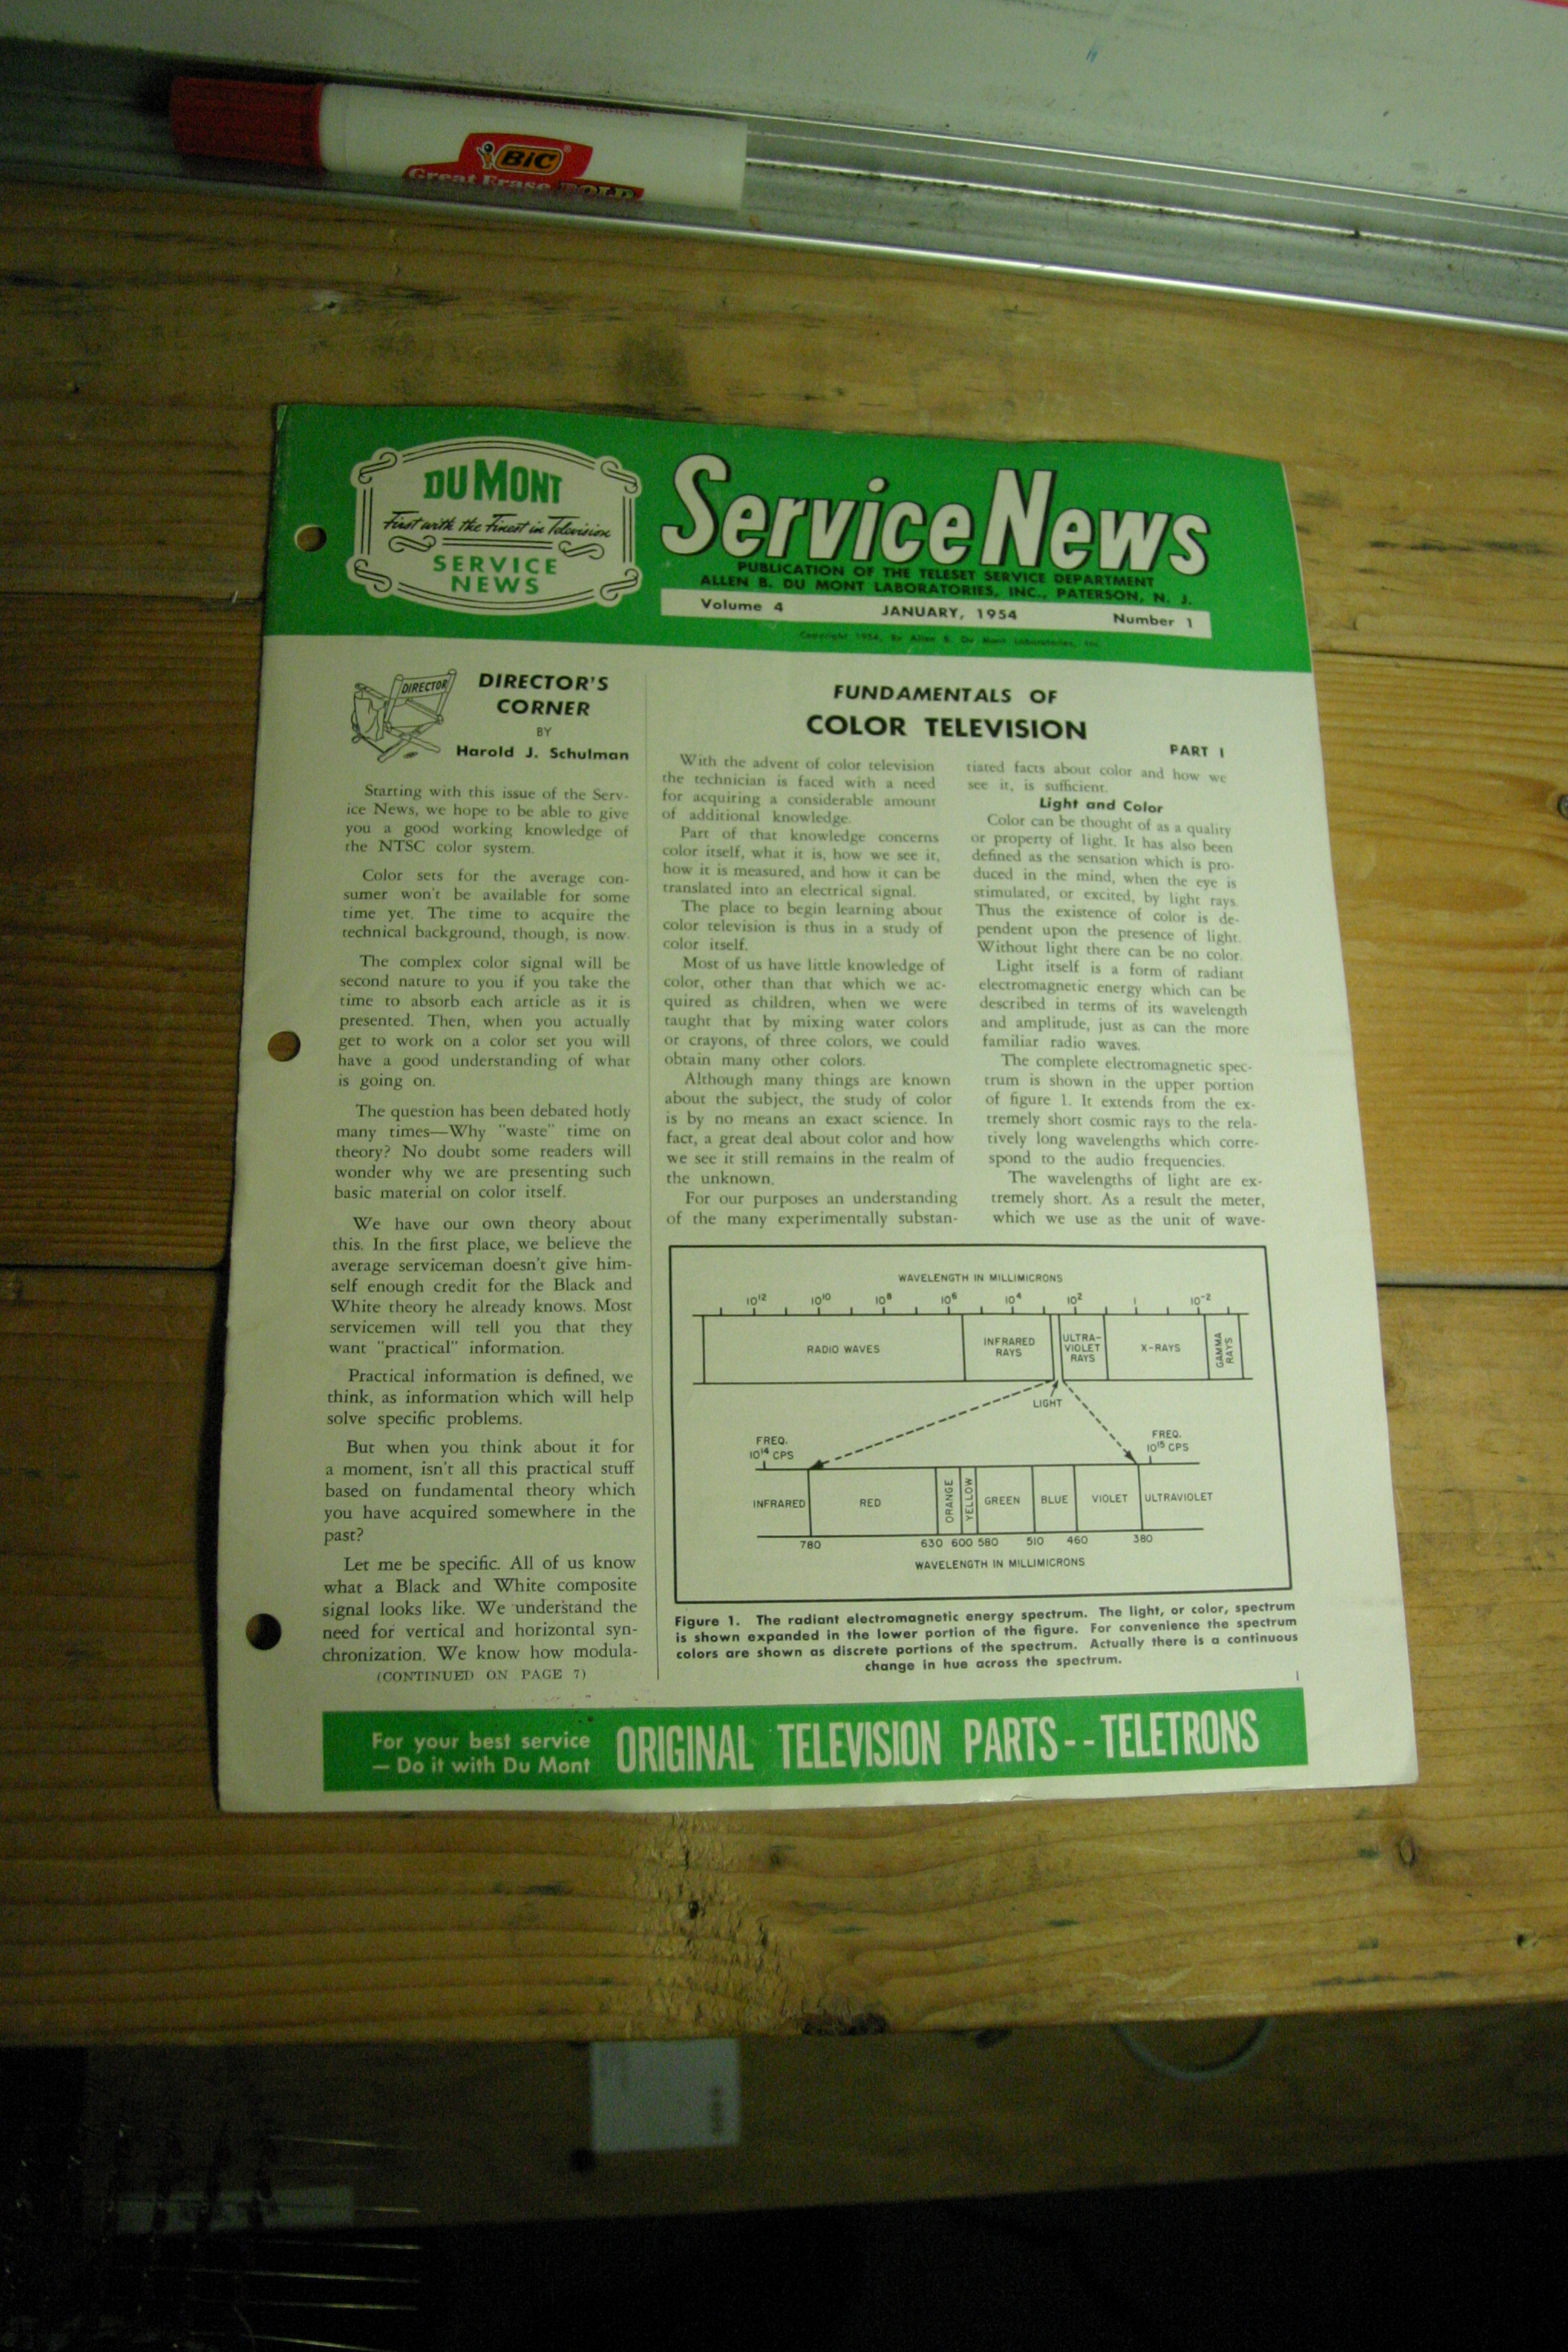 BIC®
Great Erase BOLD
DU MONT
First with the Finest in Television
SERVICE
NEWS
Service News
PUBLICATION OF THE TELESET SERVICE DEPARTMENT
ALLEN B. DU MONT LABORATORIES, INC., PATERSON, N. J.
Volume 4 JANUARY, 1954 Number 1
Copyright 1954, By Allen B. Du Mont Laboratories, Inc.
DIRECTOR
DIRECTOR'S
CORNER
BY
Harold J. Schulman
Starting with this issue of the Serv-
ice News, we hope to be able to give
you a good working knowledge of
the NTSC color system.
Color sets for the average con-
sumer won't be available for some
time yet. The time to acquire the
technical background, though, is now.
The complex color signal will be
second nature to you if you take the
time to absorb each article as it is
presented. Then, when you actually
get to work on a color set you will
have a good understanding of what
is going on.
The question has been debated hotly
many times—Why "waste" time on
theory? No doubt some readers will
wonder why we are presenting such
basic material on color itself.
We have our own theory about
this. In the first place, we believe the
average serviceman doesn't give him-
self enough credit for the Black and
White theory he already knows. Most
servicemen will tell you that they
want "practical" information.
Practical information is defined, we
think, as information which will help
solve specific problems.
But when you think about it for
a moment, isn't all this practical stuff
based on fundamental theory which
you have acquired somewhere in the
past?
Let me be specific. All of us know
what a Black and White composite
signal looks like. We understand the
need for vertical and horizontal syn-
chronization. We know how modula-
(CONTINUED ON PAGE 7)
FUNDAMENTALS OF
COLOR TELEVISION
PART I
With the advent of color television
the technician is faced with a need
for acquiring a considerable amount
of additional knowledge.
Part of that knowledge concerns
color itself, what it is, how we see it,
how it is measured, and how it can be
translated into an electrical signal.
The place to begin learning about
color television is thus in a study of
color itself.
Most of us have little knowledge of
color, other than that which we ac-
quired as children, when we were
taught that by mixing water colors
or crayons, of three colors, we could
obtain many other colors.
Although many things are known
about the subject, the study of color
is by no means an exact science. In
fact, a great deal about color and how
we see it still remains in the realm of
the unknown.
For our purposes an understanding
of the many experimentally substan-
tiated facts about color and how we
see it, is sufficient.
Light and Color
Color can be thought of as a quality
or property of light. It has also been
defined as the sensation which is pro-
duced in the mind, when the eye is
stimulated, or excited, by light rays.
Thus the existence of color is de-
pendent upon the presence of light.
Without light there can be no color.
Light itself is a form of radiant
electromagnetic energy which can be
described in terms of its wavelength
and amplitude, just as can the more
familiar radio waves.
The complete electromagnetic spec-
trum is shown in the upper portion
of figure 1. It extends from the ex-
tremely short cosmic rays to the rela-
tively long wavelengths which corre-
spond to the audio frequencies.
The wavelengths of light are ex-
tremely short. As a result the meter,
which we use as the unit of wave-
WAVELENGTH IN MILLIMICRONS
10¹² 10¹⁰ 10⁸ 10⁶ 10⁴ 10² 1 10⁻²
RADIO WAVES
INFRARED
RAYS
ULTRA-
VIOLET
RAYS
X-RAYS
GAMMA
RAYS
LIGHT
FREQ.
10¹⁴ CPS
FREQ.
10¹⁵ CPS
INFRARED RED ORANGE YELLOW GREEN BLUE VIOLET ULTRAVIOLET
780 630 600 580 510 460 380
WAVELENGTH IN MILLIMICRONS
Figure 1. The radiant electromagnetic energy spectrum. The light, or color, spectrum
is shown expanded in the lower portion of the figure. For convenience the spectrum
colors are shown as discrete portions of the spectrum. Actually there is a continuous
change in hue across the spectrum.
1
For your best service
— Do it with Du Mont
ORIGINAL TELEVISION PARTS--TELETRONS